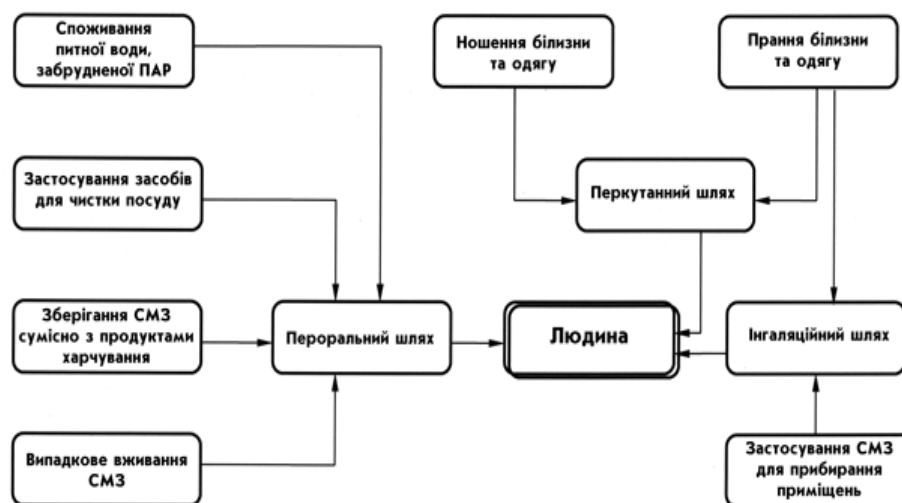 Споживання
питної води,
забрудненої ПАР
Ношення білизни
та одягу
Прання білизни
та одягу
Застосування засобів
для чистки посуду
Перкутанний шлях
Зберігання СМЗ
сумісно з продуктами
харчування
Пероральний шлях
Людина
Інгаляційний шлях
Випадкове вживання
СМЗ
Застосування СМЗ
для прибирання
приміщень